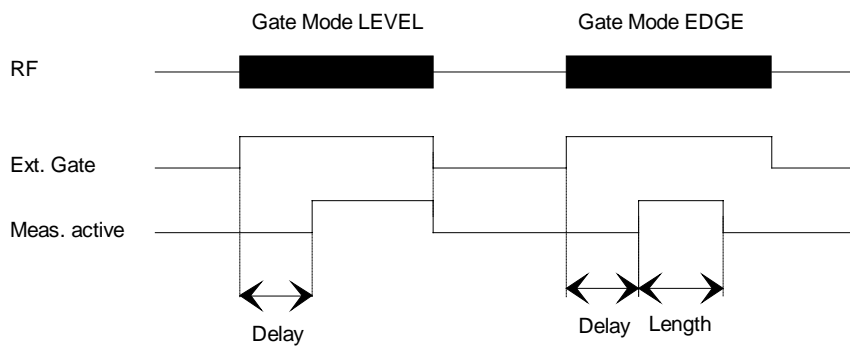 Gate Mode LEVEL
Gate Mode EDGE
RF
Ext. Gate
Meas. active
Delay
Delay
Length